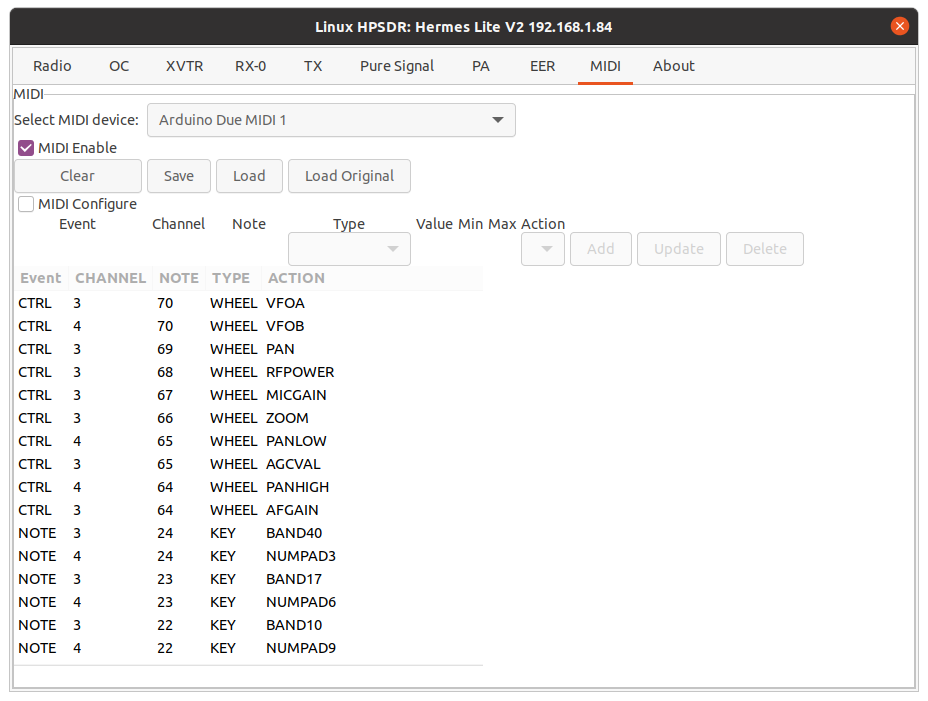 Linux HPSDR: Hermes Lite V2 192.168.1.84
Radio OC XVTR RX-0 TX Pure Signal PA EER MIDI About
MIDI
Select MIDI device: Arduino Due MIDI 1
MIDI Enable
Clear Save Load Load Original
MIDI Configure
Event Channel Note Type Value Min Max Action
Add Update Delete
Event CHANNEL NOTE TYPE ACTION
CTRL 3 70 WHEEL VFOA
CTRL 4 70 WHEEL VFOB
CTRL 3 69 WHEEL PAN
CTRL 3 68 WHEEL RFPOWER
CTRL 3 67 WHEEL MICGAIN
CTRL 3 66 WHEEL ZOOM
CTRL 4 65 WHEEL PANLOW
CTRL 3 65 WHEEL AGCVAL
CTRL 4 64 WHEEL PANHIGH
CTRL 3 64 WHEEL AFGAIN
NOTE 3 24 KEY BAND40
NOTE 4 24 KEY NUMPAD3
NOTE 3 23 KEY BAND17
NOTE 4 23 KEY NUMPAD6
NOTE 3 22 KEY BAND10
NOTE 4 22 KEY NUMPAD9